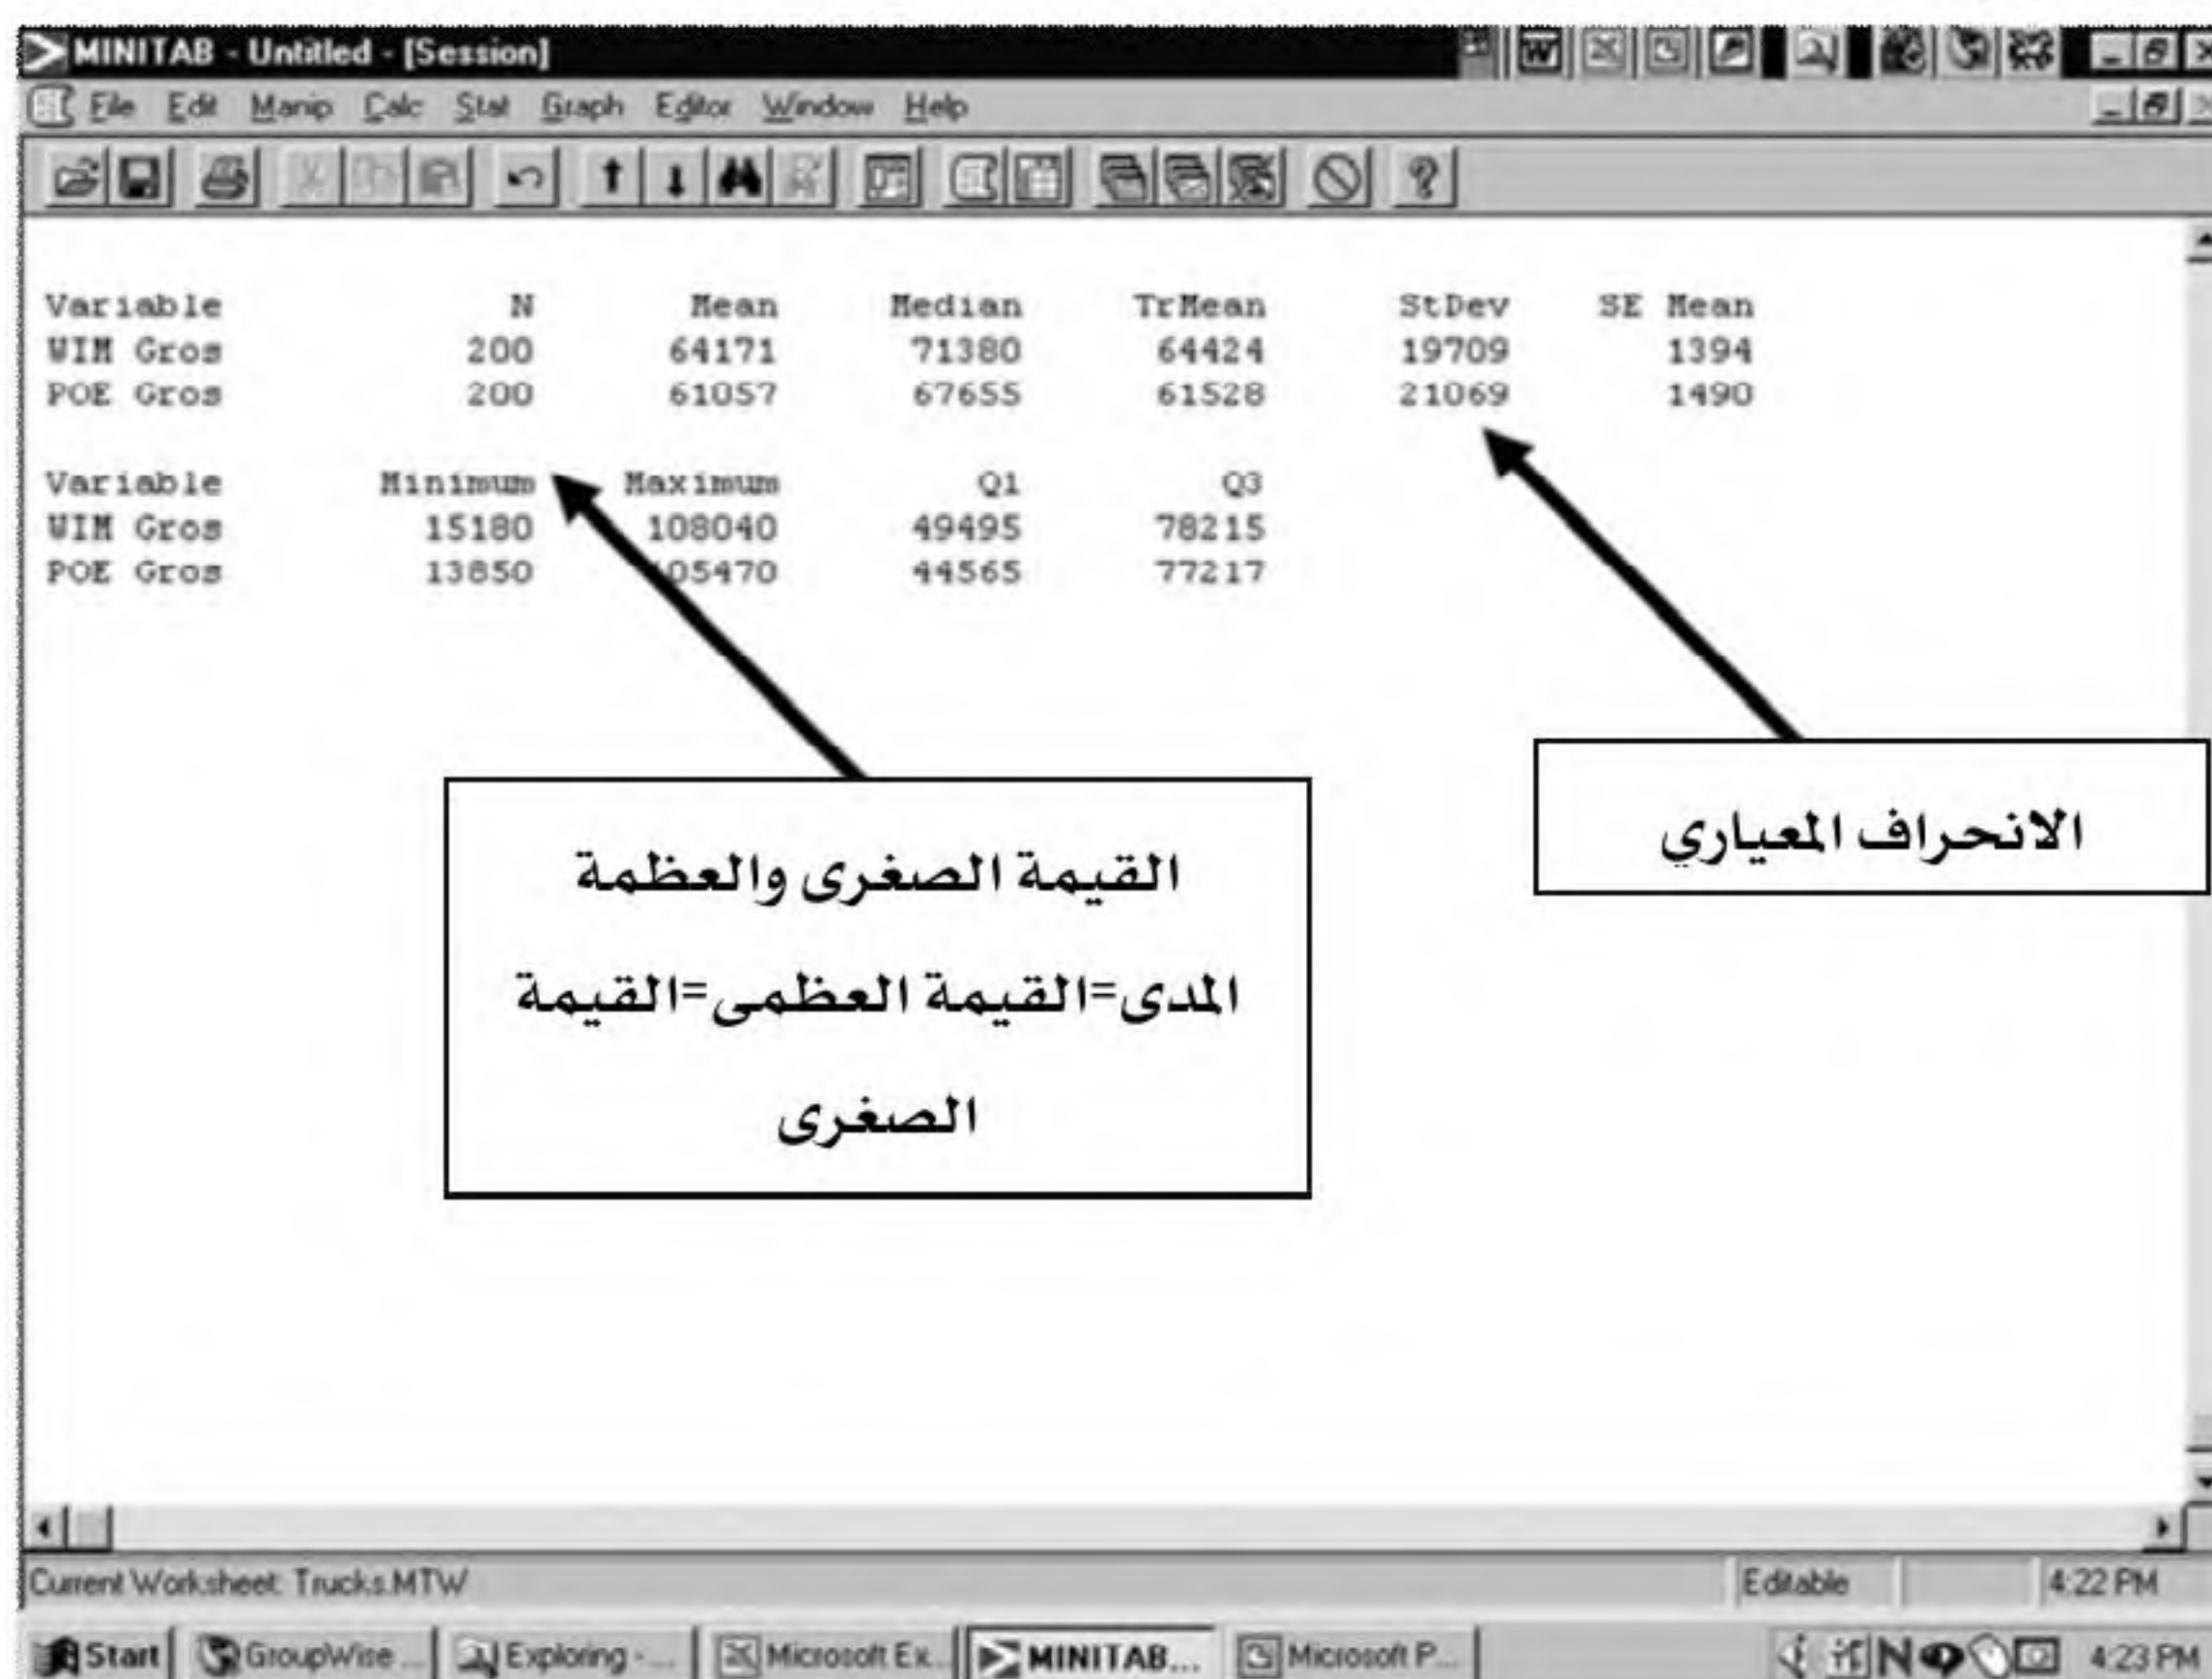 MINITAB - Untitled - [Session]
File Edit Manip Calc Stat Graph Editor Window Help
Variable N Mean Median TrMean StDev SE Mean
WIM Gros 200 64171 71380 64424 19709 1394
POE Gros 200 61057 67655 61528 21069 1490
Variable Minimum Maximum Q1 Q3
WIM Gros 15180 108040 49495 78215
POE Gros 13850 105470 44565 77217
الانحراف المعياري
القيمة الصغرى والعظمة
المدى=القيمة العظمى=القيمة
الصغرى
Current Worksheet: Trucks.MTW Editable 4:22 PM
Start GroupWise ... Exploring - ... Microsoft Ex... MINITAB... Microsoft P... 4:23 PM